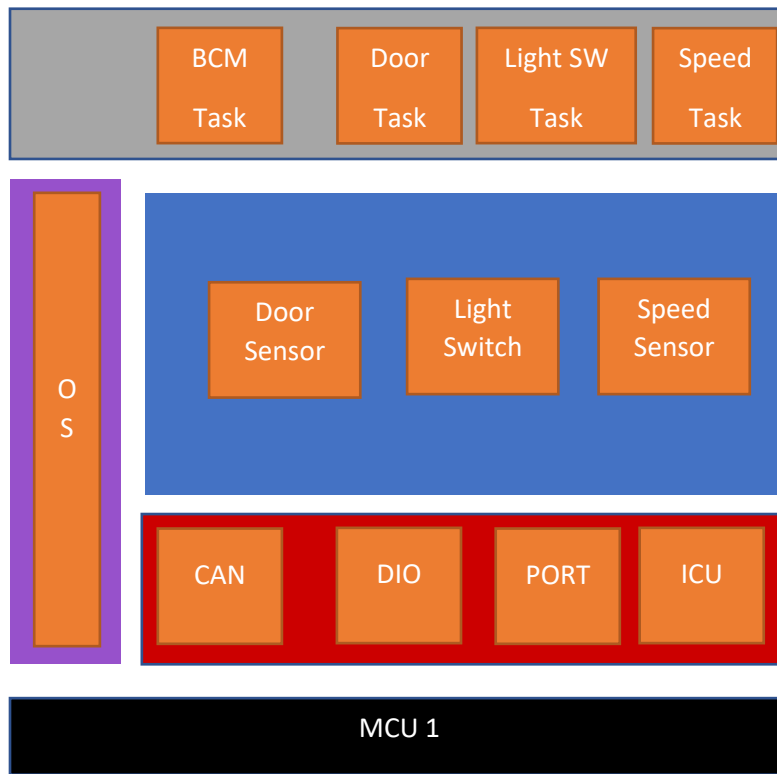 BCM
Task
Door
Task
Light SW
Task
Speed
Task
O
S
Door
Sensor
Light
Switch
Speed
Sensor
CAN
DIO
PORT
ICU
MCU 1